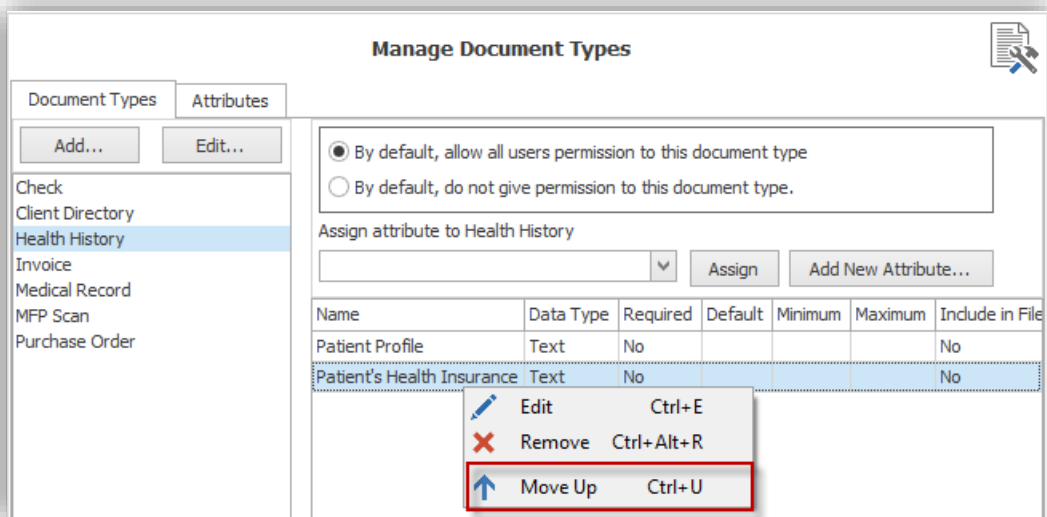 Manage Document Types
Document Types Attributes
Add... Edit...
Check
Client Directory
Health History
Invoice
Medical Record
MFP Scan
Purchase Order
By default, allow all users permission to this document type
By default, do not give permission to this document type.
Assign attribute to Health History
Assign Add New Attribute...
Name Data Type Required Default Minimum Maximum Include in File
Patient Profile Text No No
Patient's Health Insurance Text No No
Edit Ctrl+E
Remove Ctrl+Alt+R
Move Up Ctrl+U